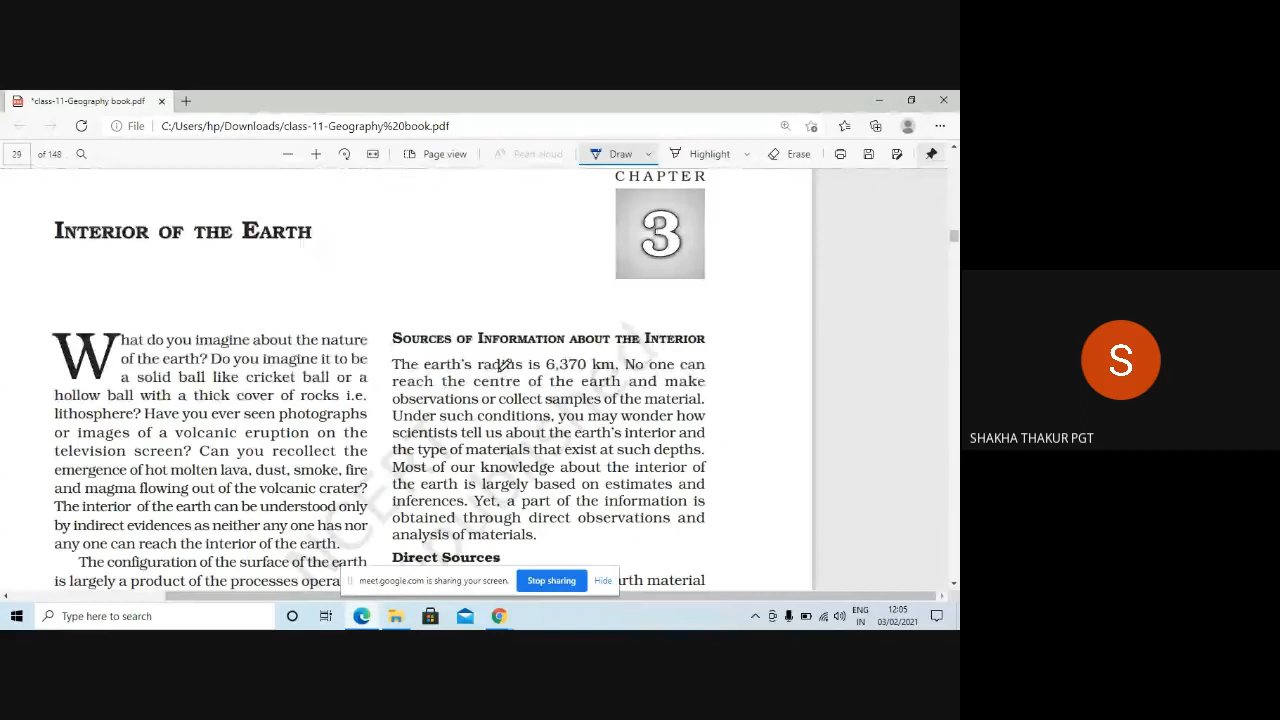 *class-11-Geography book.pdf
File C:/Users/hp/Downloads/class-11-Geography%20book.pdf
29 of 148 Page view Read aloud Draw Highlight Erase
CHAPTER
3
INTERIOR OF THE EARTH
What do you imagine about the nature
of the earth? Do you imagine it to be
a solid ball like cricket ball or a
hollow ball with a thick cover of rocks i.e.
lithosphere? Have you ever seen photographs
or images of a volcanic eruption on the
television screen? Can you recollect the
emergence of hot molten lava, dust, smoke, fire
and magma flowing out of the volcanic crater?
The interior of the earth can be understood only
by indirect evidences as neither any one has nor
any one can reach the interior of the earth.
The configuration of the surface of the earth
is largely a product of the processes opera
SOURCES OF INFORMATION ABOUT THE INTERIOR
The earth's radius is 6,370 km. No one can
reach the centre of the earth and make
observations or collect samples of the material.
Under such conditions, you may wonder how
scientists tell us about the earth's interior and
the type of materials that exist at such depths.
Most of our knowledge about the interior of
the earth is largely based on estimates and
inferences. Yet, a part of the information is
obtained through direct observations and
analysis of materials.
Direct Sources
arth material
NCERT
Published
meet.google.com is sharing your screen. Stop sharing Hide
Type here to search
ENG
IN
12:05
03/02/2021
S
SHAKHA THAKUR PGT